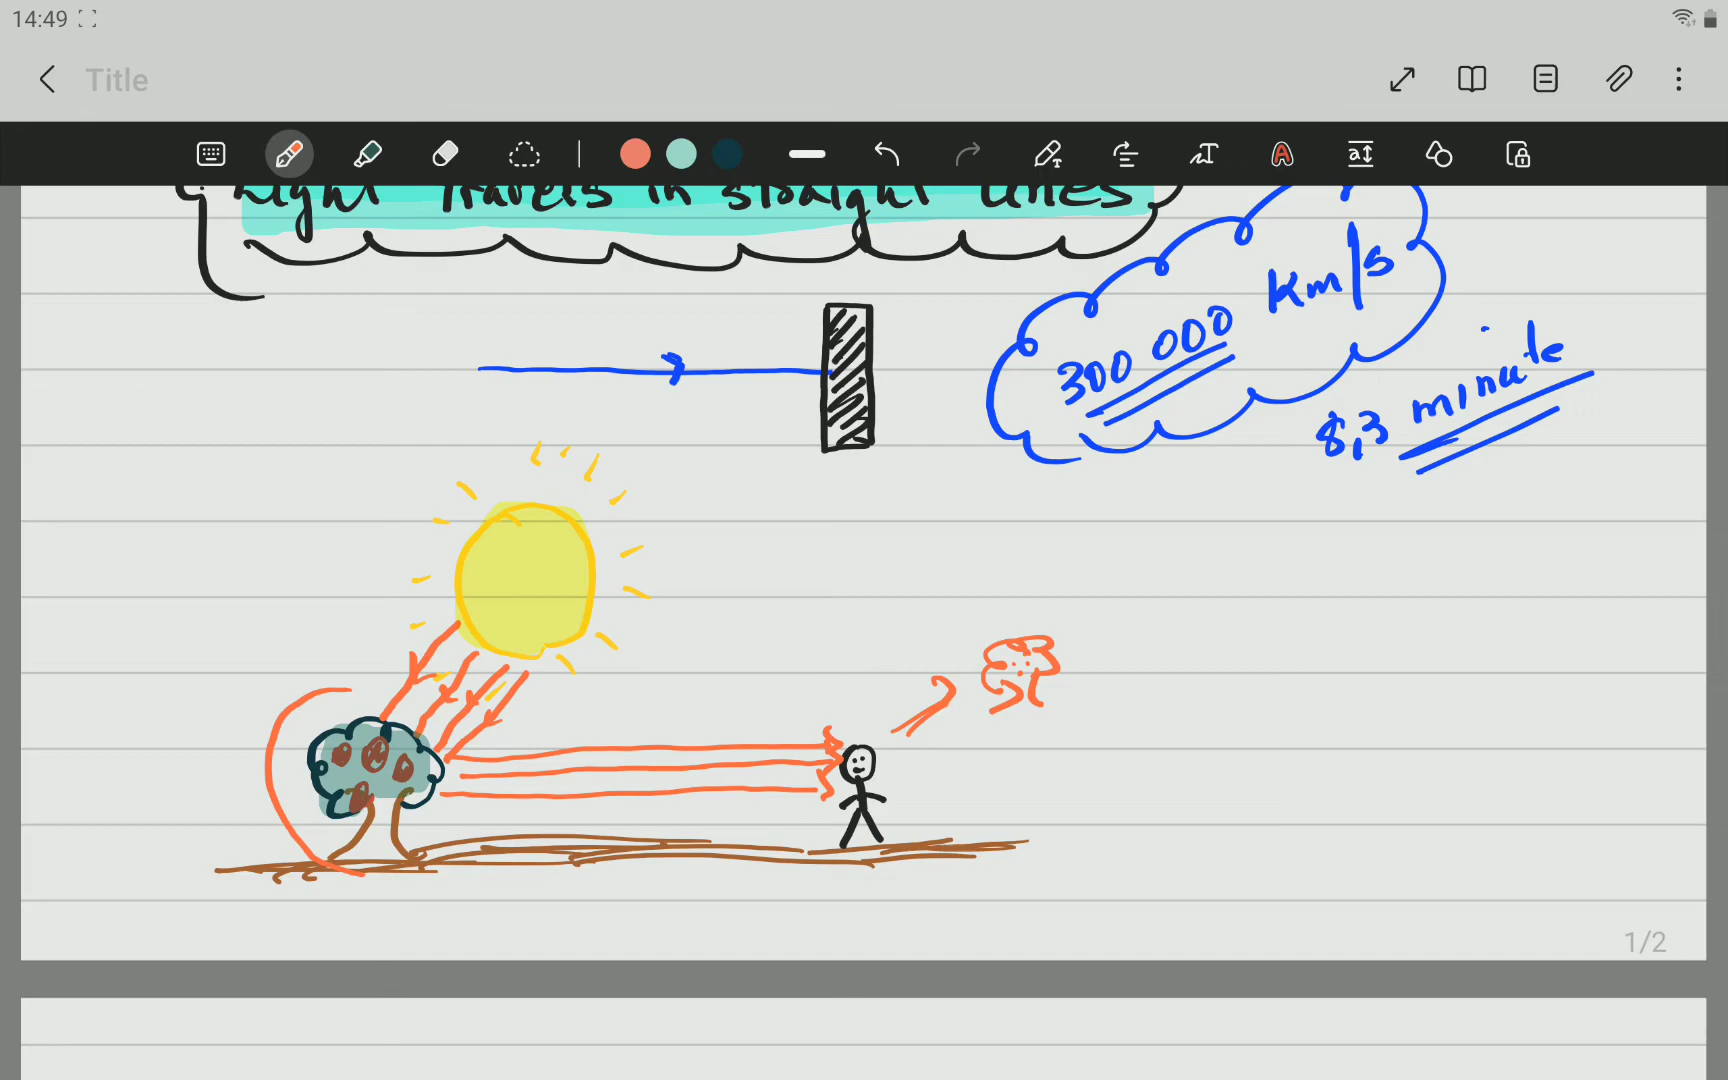 14:49
Title
Light Travels in straight lines
300 000 km/s
8,3 minute
1/2